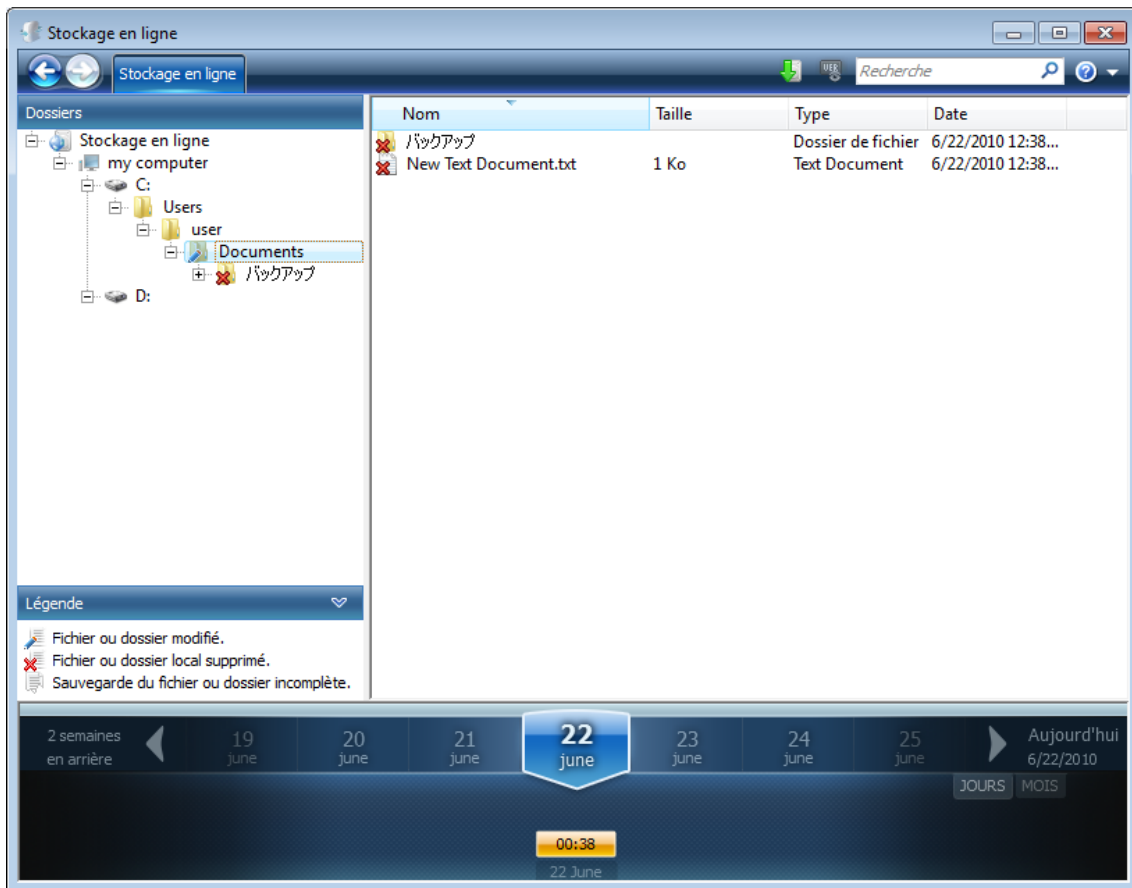 Stockage en ligne
Stockage en ligne
VER
Recherche
?
Dossiers
Stockage en ligne
my computer
C:
Users
user
Documents
バックアップ
D:
Nom Taille Type Date
バックアップ Dossier de fichier 6/22/2010 12:38...
New Text Document.txt 1 Ko Text Document 6/22/2010 12:38...
Légende
Fichier ou dossier modifié.
Fichier ou dossier local supprimé.
Sauvegarde du fichier ou dossier incomplète.
2 semaines
en arrière
19
june
20
june
21
june
22
june
23
june
24
june
25
june
Aujourd'hui
6/22/2010
JOURS MOIS
00:38
22 June